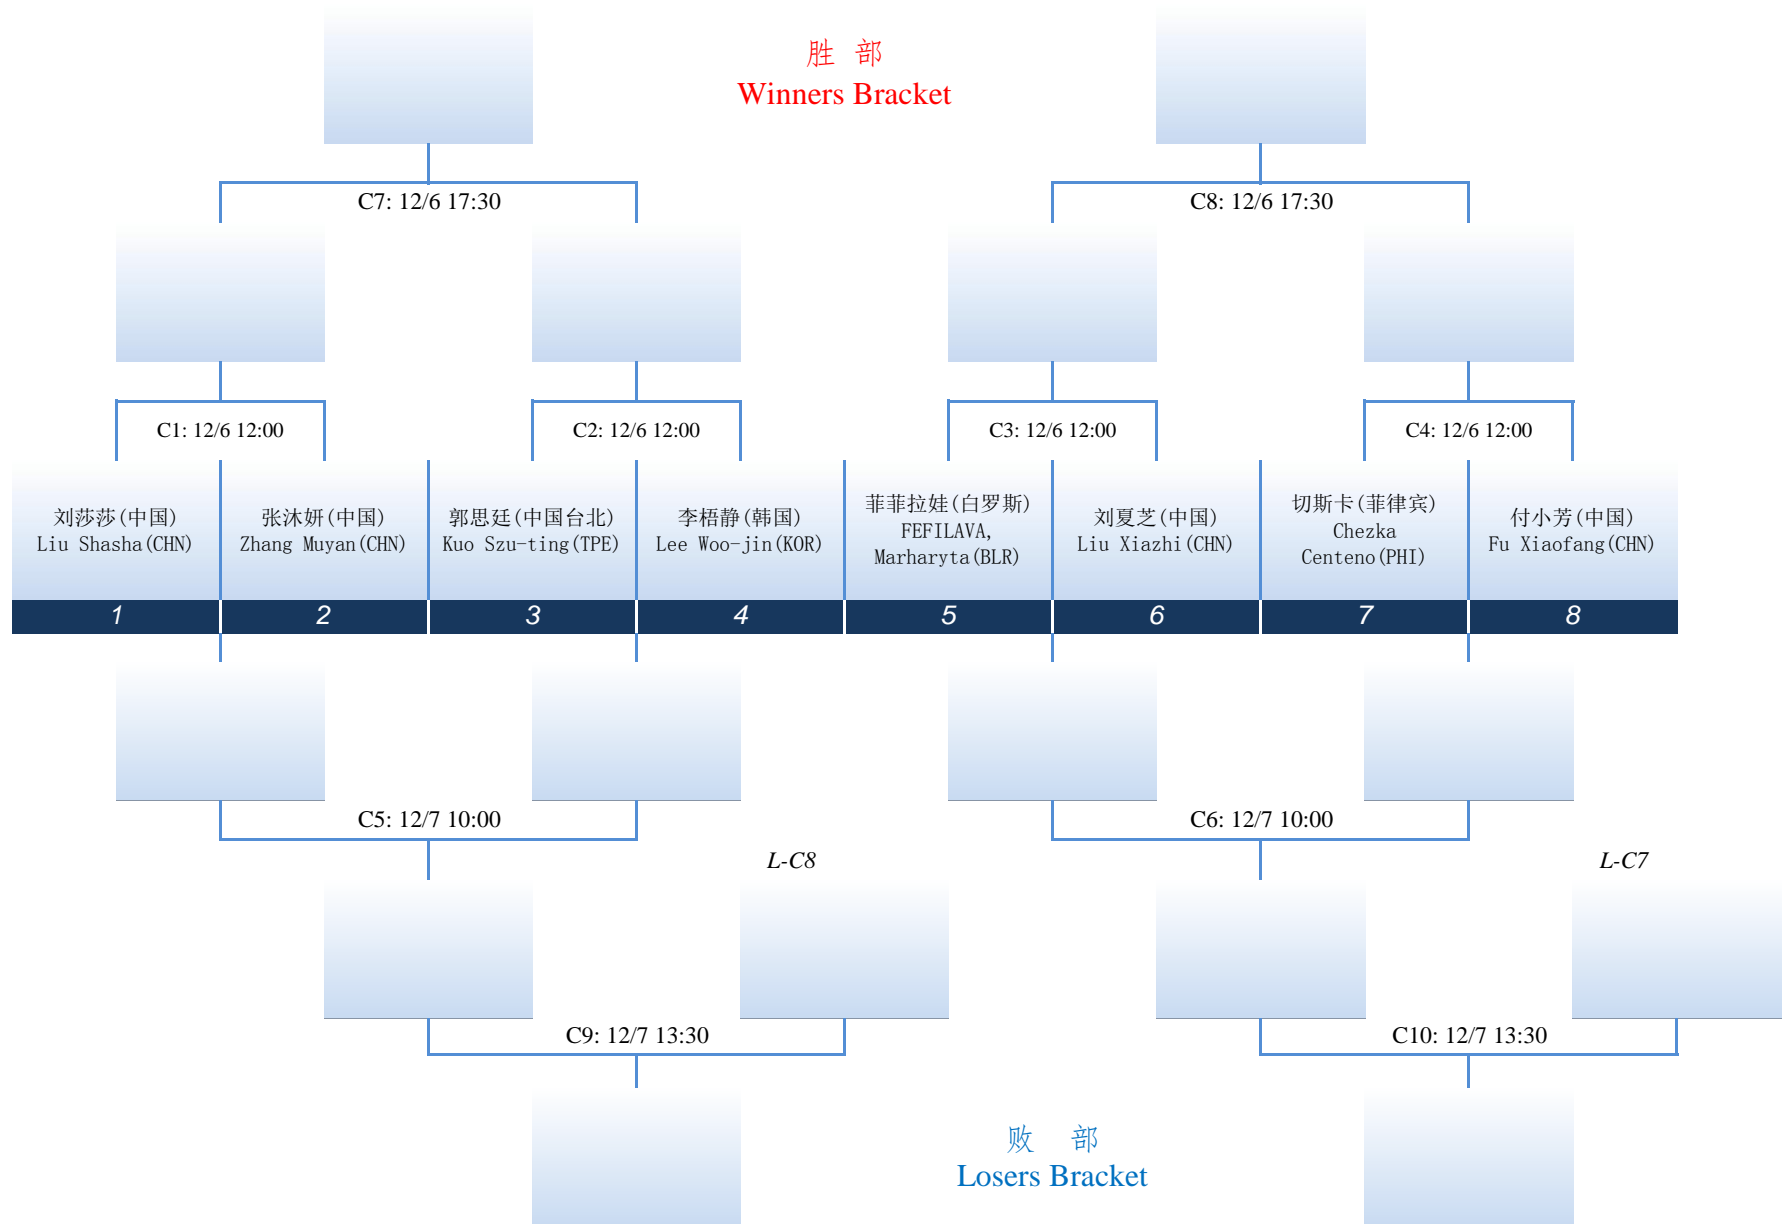 胜 部
Winners Bracket
C7: 12/6 17:30
C8: 12/6 17:30
C1: 12/6 12:00
C2: 12/6 12:00
C3: 12/6 12:00
C4: 12/6 12:00
刘莎莎(中国)
Liu Shasha(CHN)
张沐妍(中国)
Zhang Muyan(CHN)
郭思廷(中国台北)
Kuo Szu-ting(TPE)
李梧静(韩国)
Lee Woo-jin(KOR)
菲菲拉娃(白罗斯)
FEFILAVA,
Marharyta(BLR)
刘夏芝(中国)
Liu Xiazhi(CHN)
切斯卡(菲律宾)
Chezka
Centeno(PHI)
付小芳(中国)
Fu Xiaofang(CHN)
1
2
3
4
5
6
7
8
C5: 12/7 10:00
C6: 12/7 10:00
L-C8
L-C7
C9: 12/7 13:30
C10: 12/7 13:30
败 部
Losers Bracket